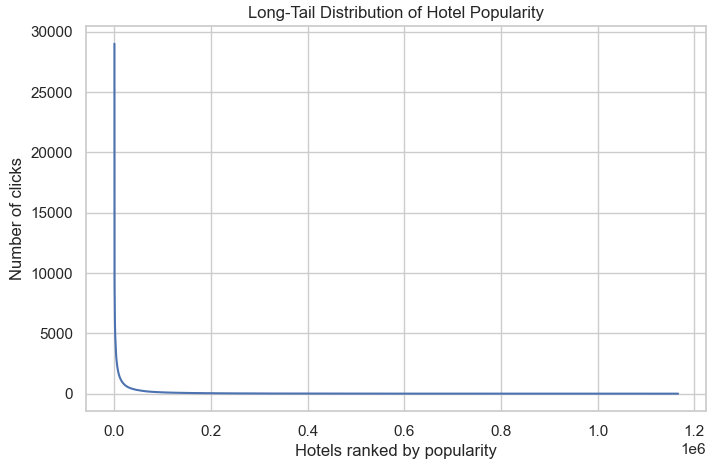 Long-Tail Distribution of Hotel Popularity
30000
25000
20000
15000
10000
5000
0
Number of clicks
0.0 0.2 0.4 0.6 0.8 1.0 1.2
1e6
Hotels ranked by popularity